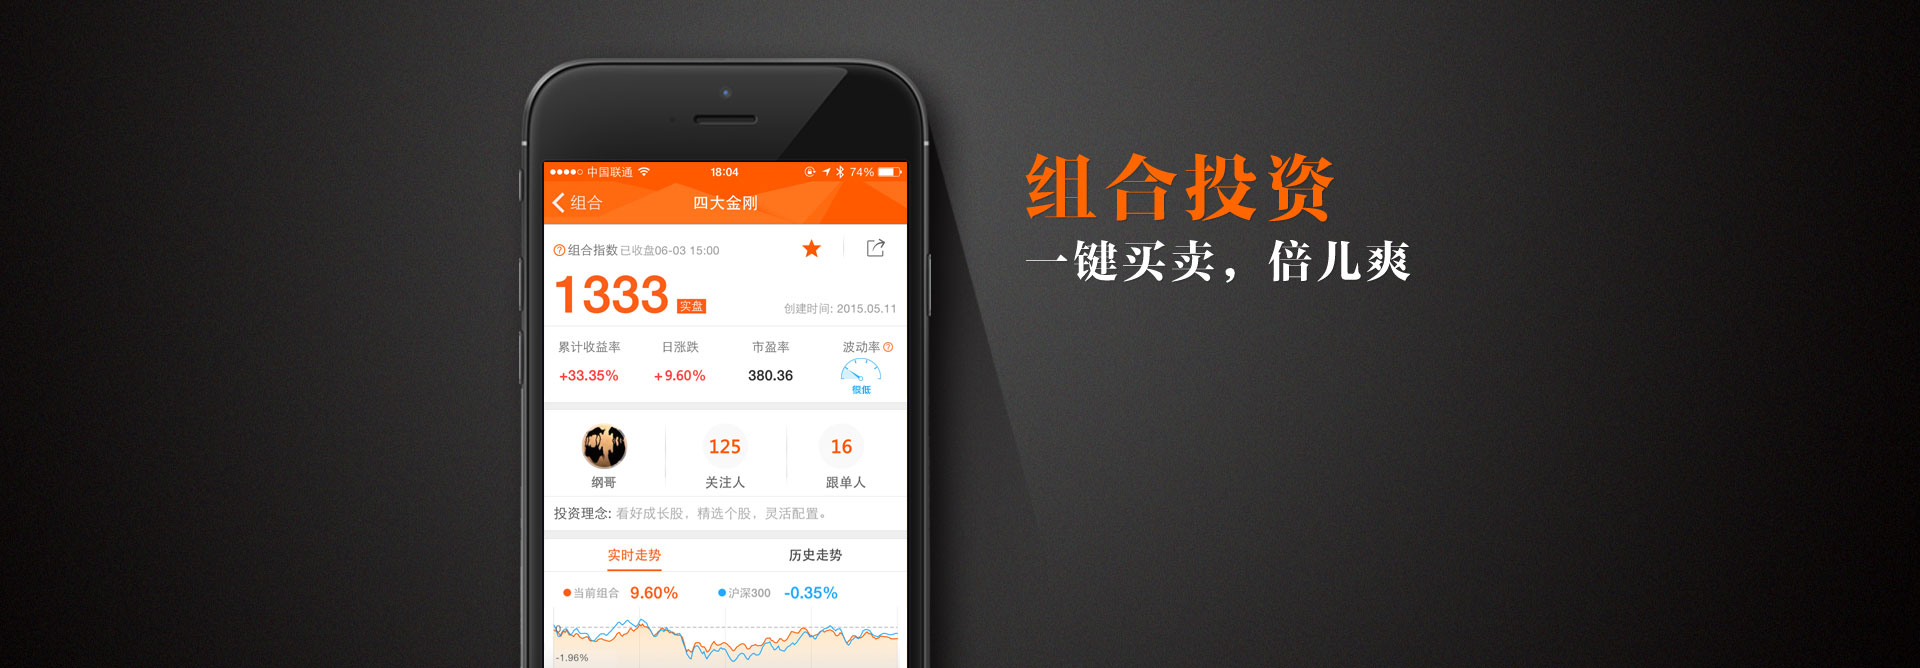 中国联通 18:04 74%
组合 四大金刚
组合指数 已收盘06-03 15:00
1333 实盘 创建时间: 2015.05.11
累计收益率 日涨跌 市盈率 波动率
+33.35% +9.60% 380.36 很低
125 16
纲哥 关注人 跟单人
投资理念: 看好成长股，精选个股，灵活配置。
实时走势 历史走势
当前组合 9.60% 沪深300 -0.35%
0
-1.96%
组合投资
一键买卖，倍儿爽